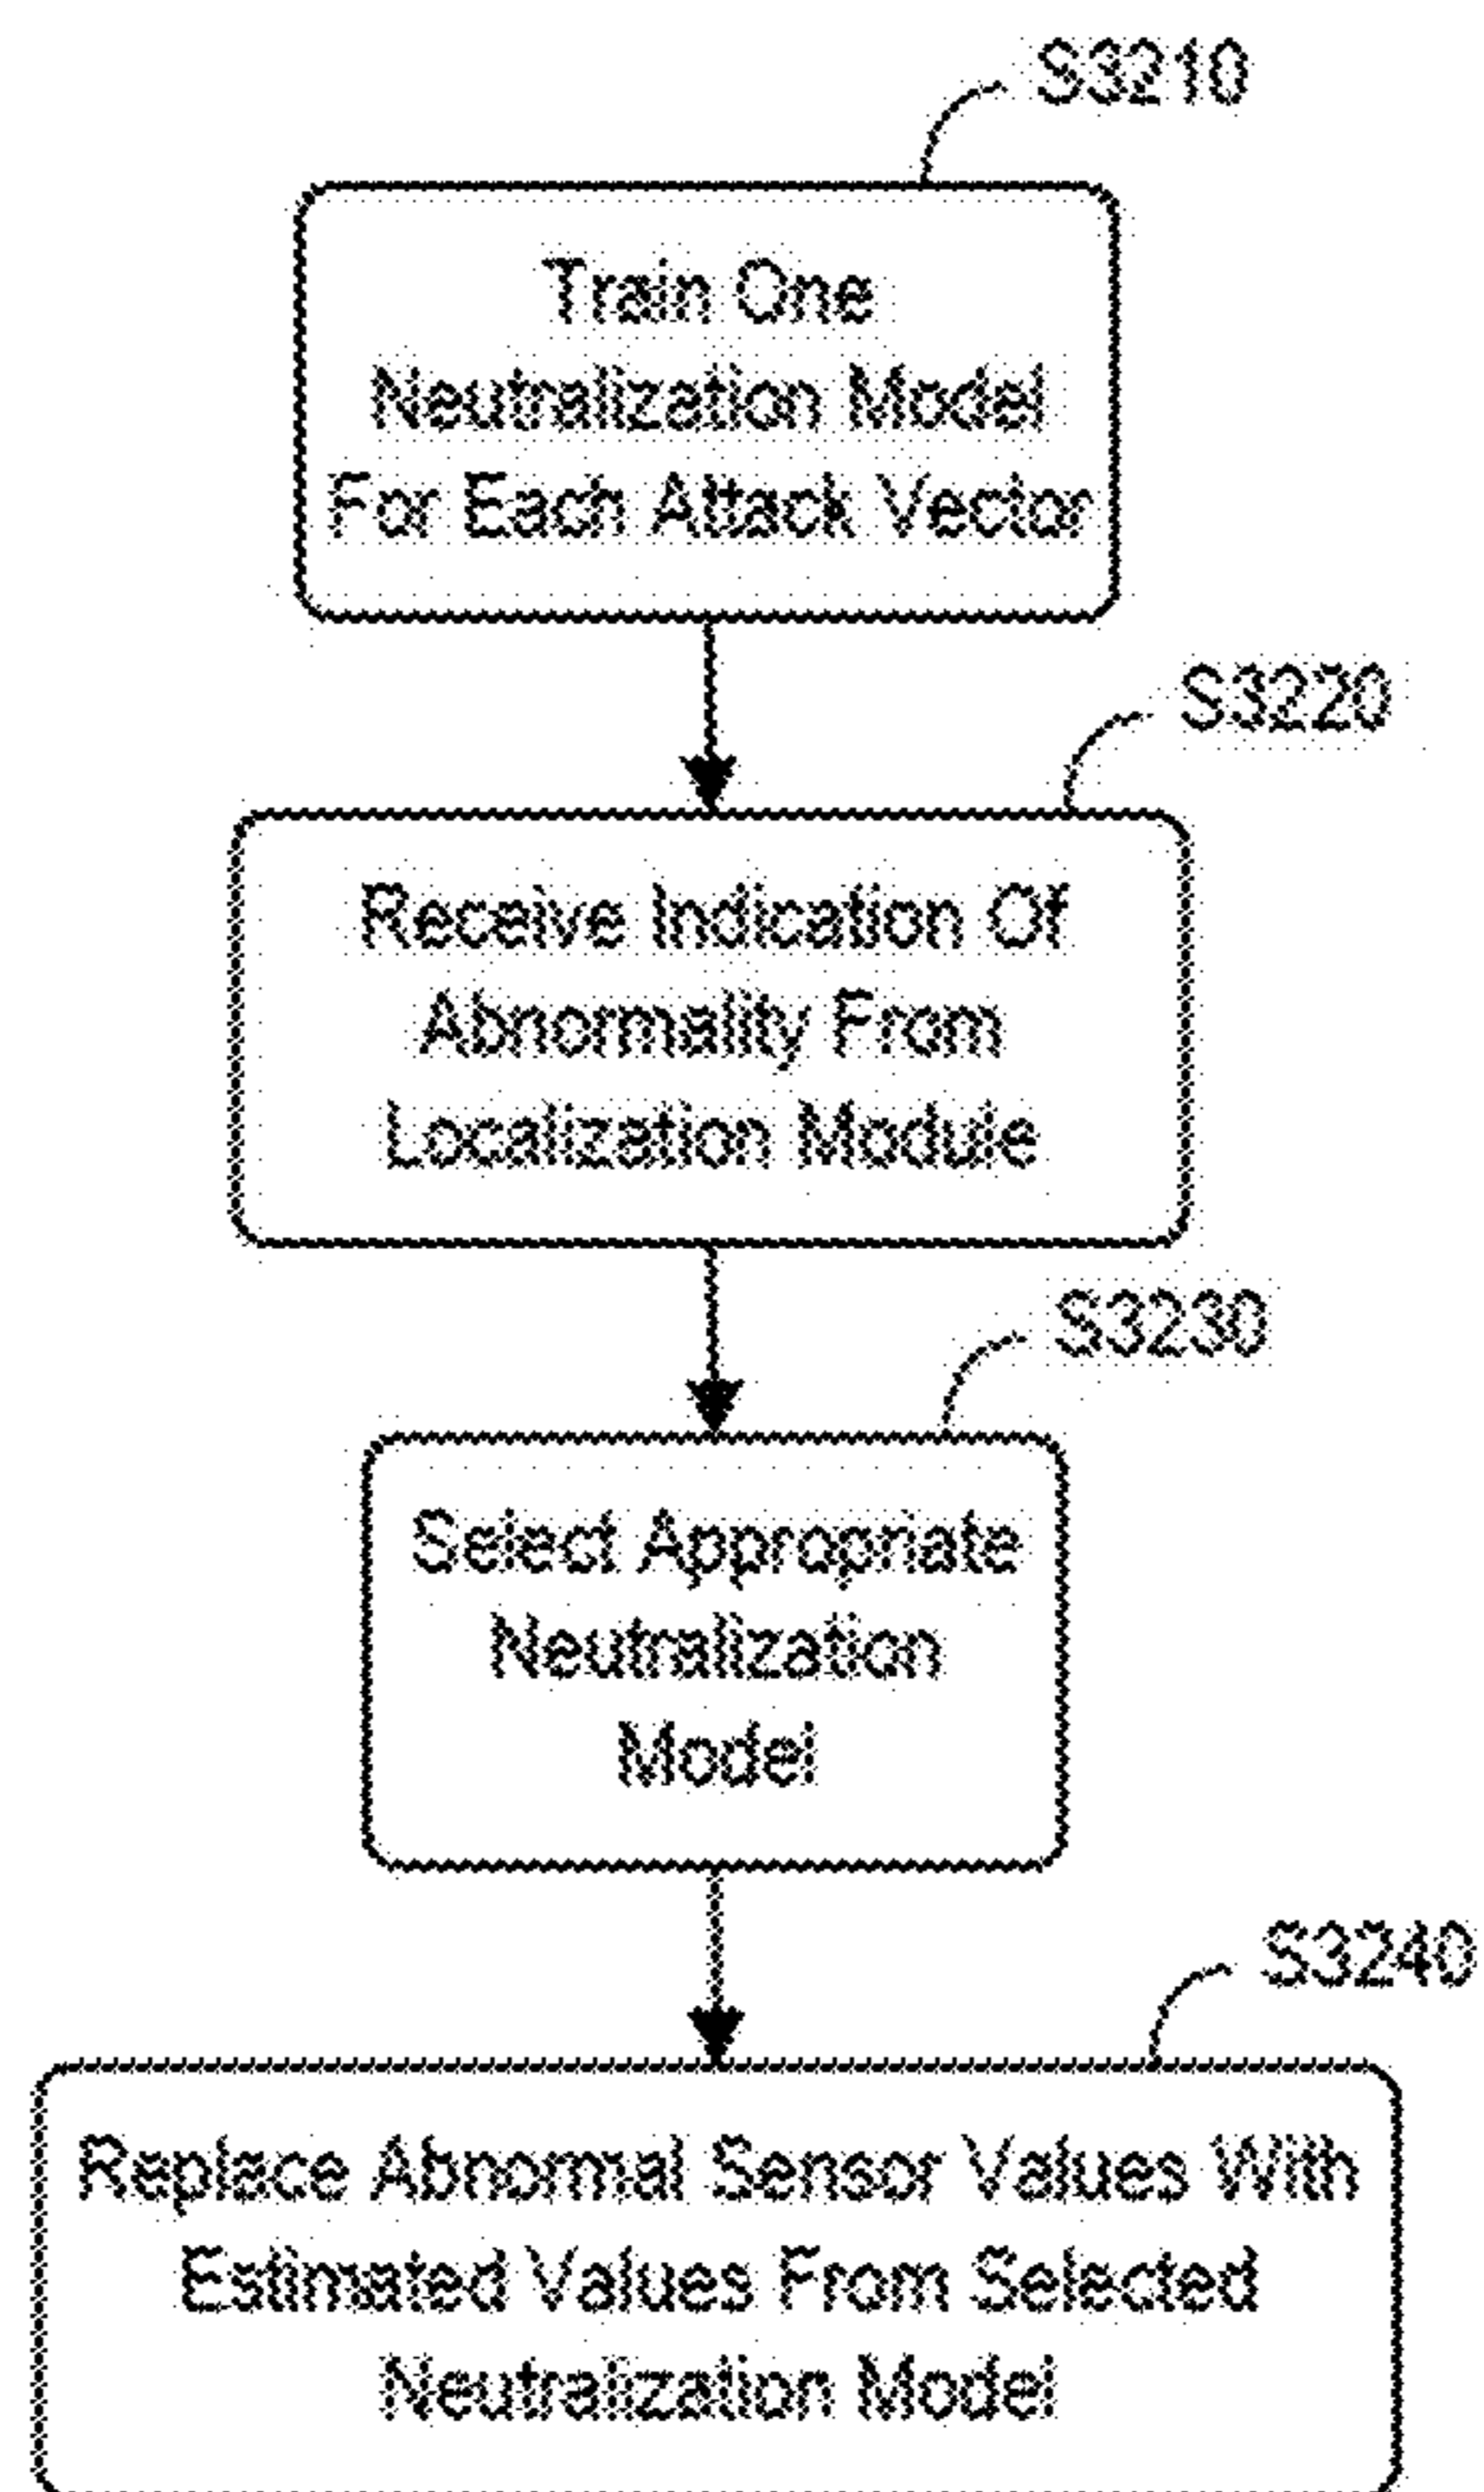 S3210
Train One
Neutralization Model
For Each Attack Vector
S3220
Receive Indication Of
Abnormality From
Localization Module
S3230
Select Appropriate
Neutralization
Model
S3240
Replace Abnormal Sensor Values With
Estimated Values From Selected
Neutralization Model